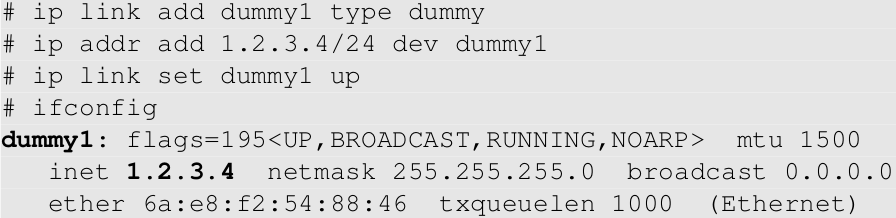 # ip link add dummy1 type dummy
# ip addr add 1.2.3.4/24 dev dummy1
# ip link set dummy1 up
# ifconfig
dummy1: flags=195<UP,BROADCAST,RUNNING,NOARP>  mtu 1500
inet 1.2.3.4  netmask 255.255.255.0  broadcast 0.0.0.0
ether 6a:e8:f2:54:88:46  txqueuelen 1000  (Ethernet)